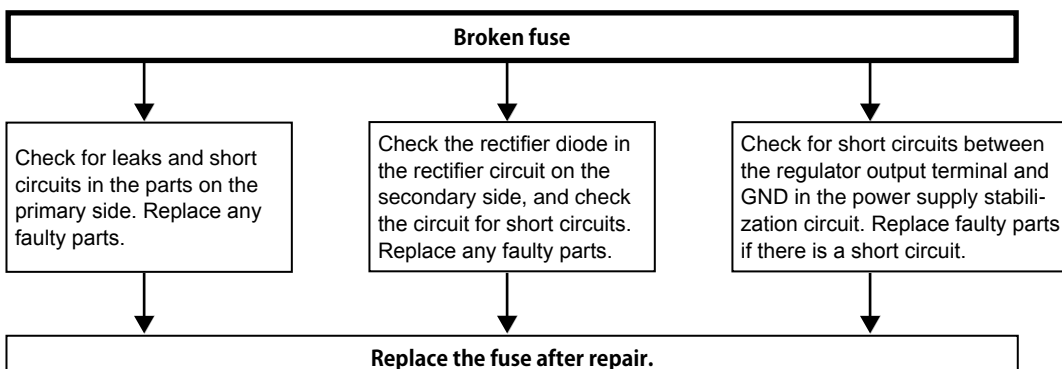 Broken fuse
Check for leaks and short
circuits in the parts on the
primary side. Replace any
faulty parts.
Check the rectifier diode in
the rectifier circuit on the
secondary side, and check
the circuit for short circuits.
Replace any faulty parts.
Check for short circuits between
the regulator output terminal and
GND in the power supply stabili-
zation circuit. Replace faulty parts
if there is a short circuit.
Replace the fuse after repair.